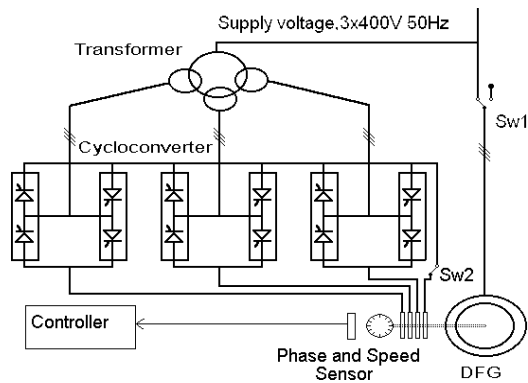 Supply voltage,3x400V 50Hz
Transformer
Sw1
Cycloconverter
Sw2
Controller
Phase and Speed
Sensor
DFG